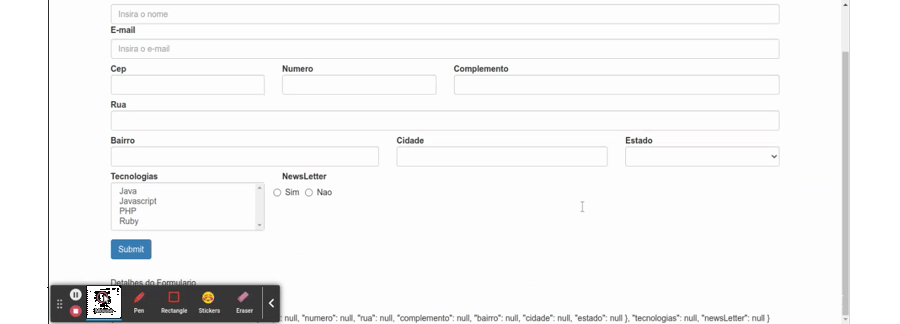 Insira o nome
E-mail
Insira o e-mail
Cep Numero Complemento
Rua
Bairro Cidade Estado
Tecnologias NewsLetter
Java Sim Nao
Javascript
PHP
Ruby
Submit
Detalhes do Formulario
Pen Rectangle Stickers Eraser
: null, "numero": null, "rua": null, "complemento": null, "bairro": null, "cidade": null, "estado": null }, "tecnologias": null, "newsLetter": null }